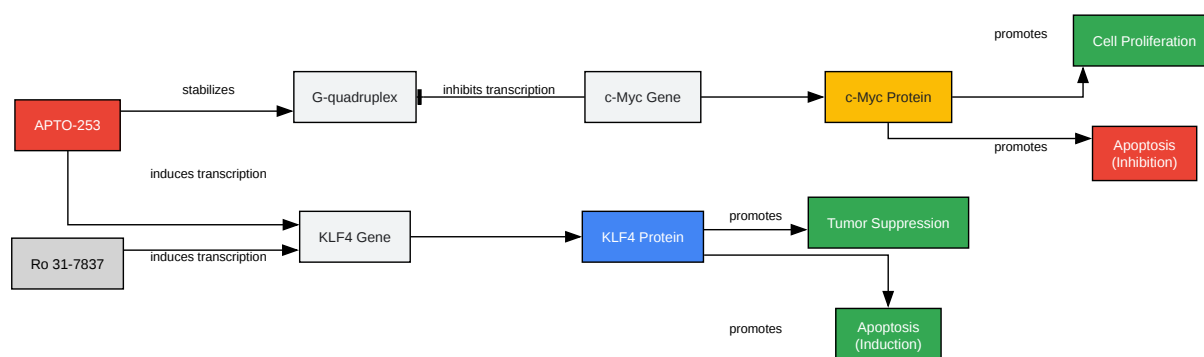 promotes
Cell Proliferation
stabilizes
G-quadruplex
inhibits transcription
c-Myc Gene
c-Myc Protein
APTO-253
promotes
Apoptosis
(Inhibition)
induces transcription
promotes
Tumor Suppression
KLF4 Gene
KLF4 Protein
Ro 31-7837
induces transcription
promotes
Apoptosis
(Induction)